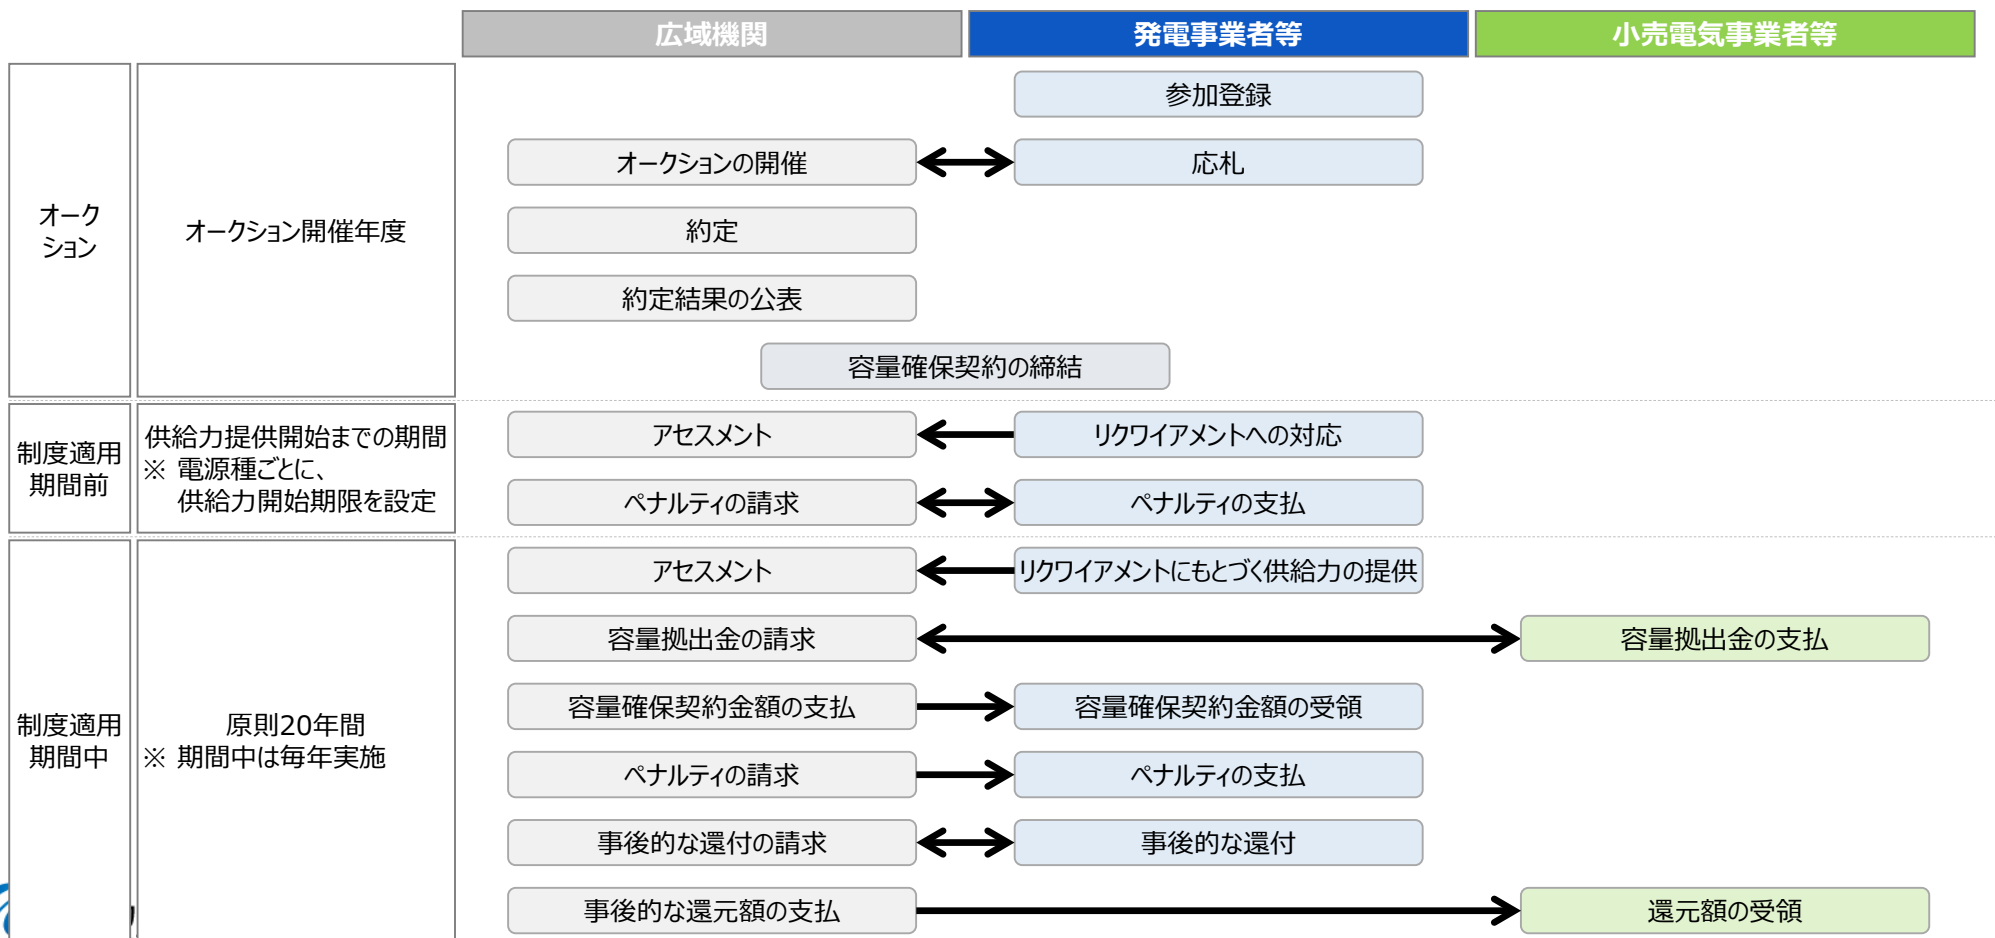 広域機関
発電事業者等
小売電気事業者等
オーク
ション
オークション開催年度
参加登録
オークションの開催
応札
約定
約定結果の公表
容量確保契約の締結
制度適用
期間前
供給力提供開始までの期間
※ 電源種ごとに、
供給力開始期限を設定
アセスメント
リクワイアメントへの対応
ペナルティの請求
ペナルティの支払
制度適用
期間中
原則20年間
※ 期間中は毎年実施
アセスメント
リクワイアメントにもとづく供給力の提供
容量拠出金の請求
容量拠出金の支払
容量確保契約金額の支払
容量確保契約金額の受領
ペナルティの請求
ペナルティの支払
事後的な還付の請求
事後的な還付
事後的な還元額の支払
還元額の受領